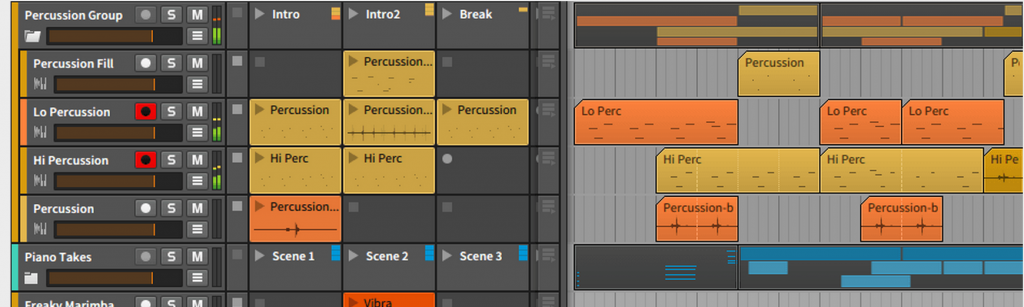 Percussion Group S M Intro Intro2 Break
Percussion Fill S M Percussion... Percussion
Lo Percussion S M Percussion Percussion... Percussion Lo Perc Lo Perc Lo Perc
Hi Percussion S M Hi Perc Hi Perc Hi Perc Hi Perc Hi Pe
Percussion S M Percussion... Percussion-b Percussion-b
Piano Takes S M Scene 1 Scene 2 Scene 3
Freaky Marimba S M Vibra